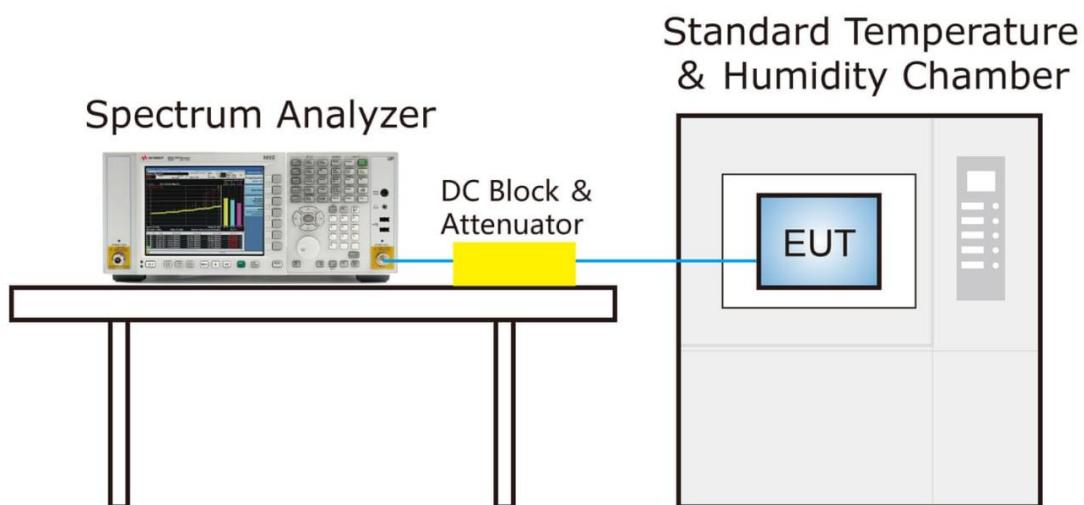 Standard Temperature
& Humidity Chamber
Spectrum Analyzer
DC Block &
Attenuator
EUT